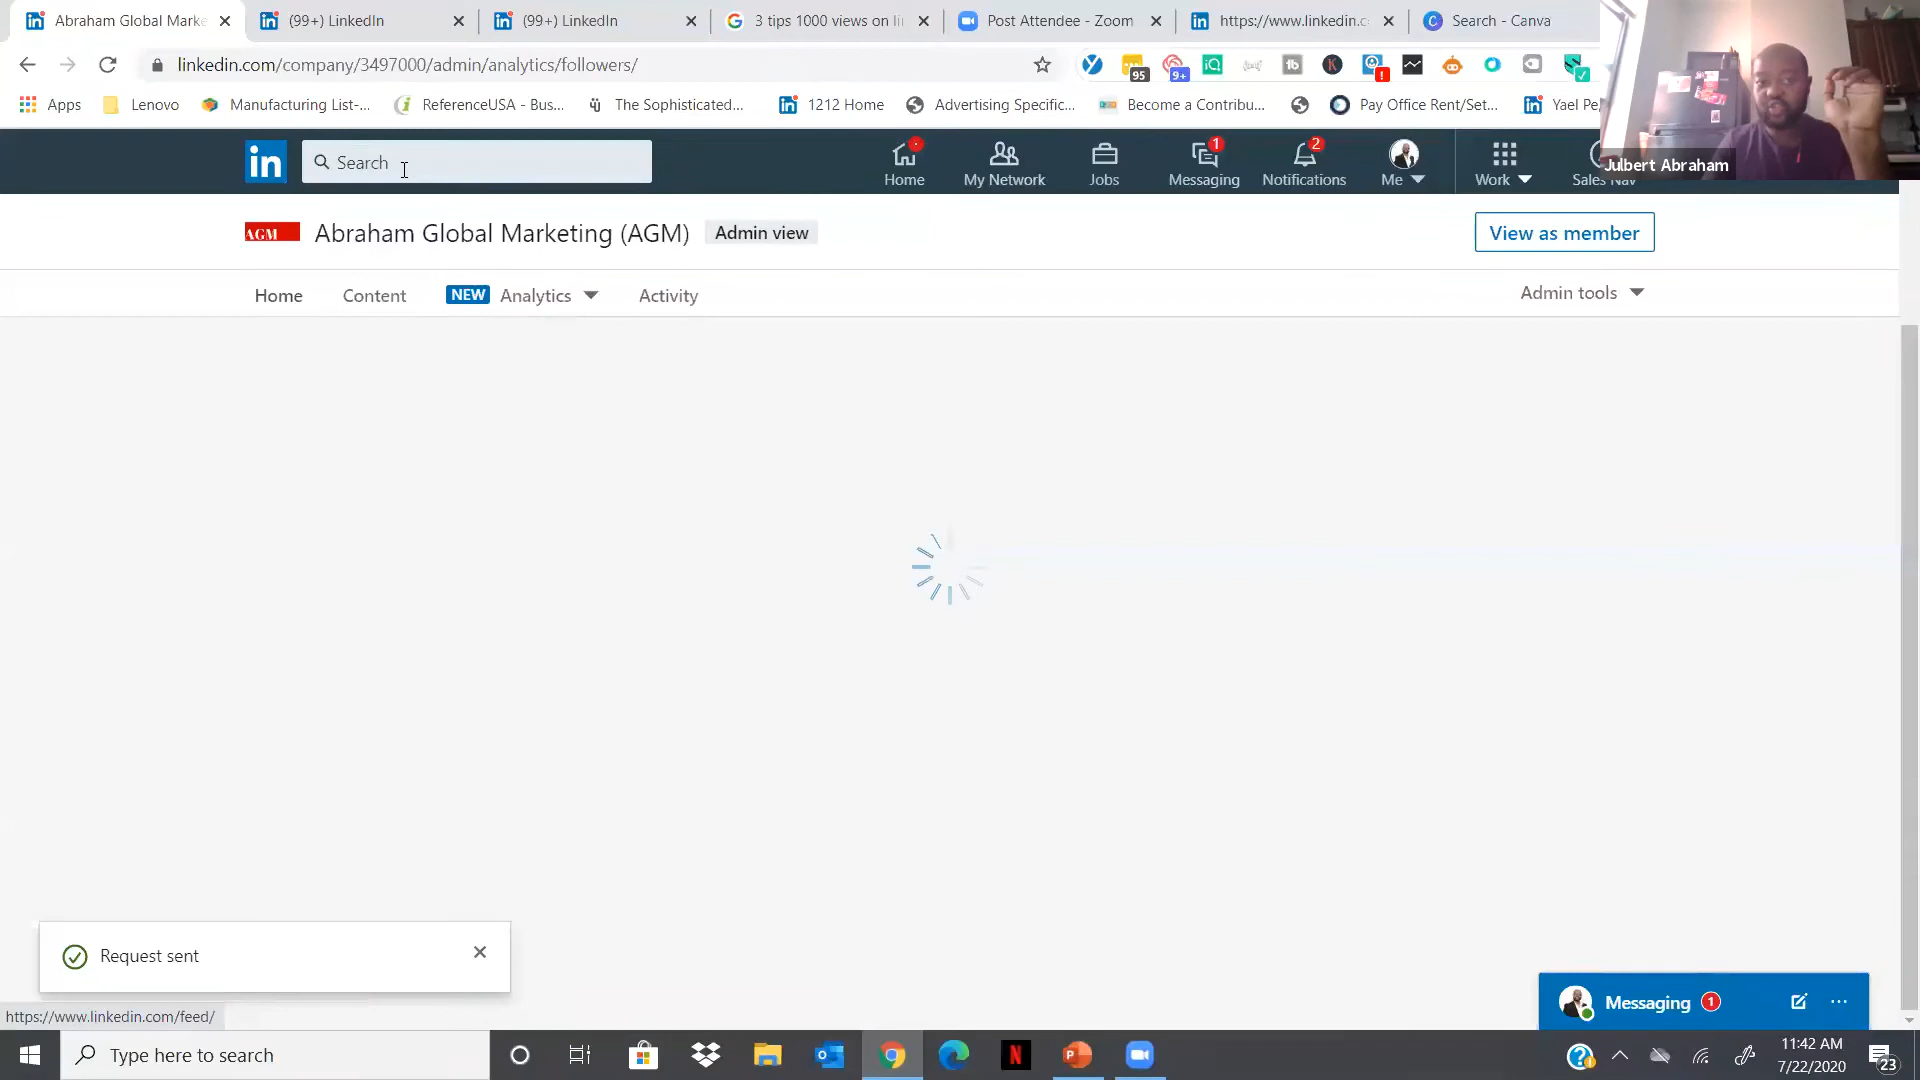 Abraham Global Marke
(99+) LinkedIn
(99+) LinkedIn
3 tips 1000 views on li
Post Attendee - Zoom
https://www.linkedin.c
Search - Canva
linkedin.com/company/3497000/admin/analytics/followers/
95
9+
Apps
Lenovo
Manufacturing List-...
ReferenceUSA - Bus...
The Sophisticated...
1212 Home
Advertising Specific...
Become a Contribu...
Pay Office Rent/Set...
Yael Pe
Julbert Abraham
in
Search
Home
My Network
Jobs
1
Messaging
2
Notifications
Me
Work
Sales Nav
AGM
Abraham Global Marketing (AGM)
Admin view
View as member
Home
Content
NEW
Analytics
Activity
Admin tools
Request sent
https://www.linkedin.com/feed/
Messaging
1
Type here to search
11:42 AM
7/22/2020
23